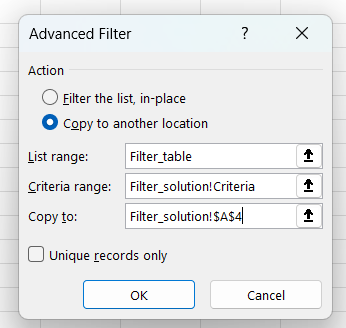 Advanced Filter ?
Action
Filter the list, in-place
Copy to another location
List range: Filter_table
Criteria range: Filter_solution!Criteria
Copy to: Filter_solution!$A$4
Unique records only
OK Cancel